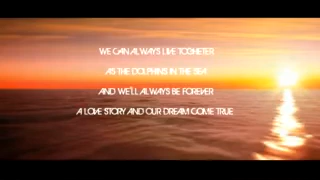 WE CAN ALWAYS LIVE TOGHETER
AS THE DOLPHINS IN THE SEA
AND WE'LL ALWAYS BE FOREVER
A LOVE STORY AND OUR DREAM COME TRUE